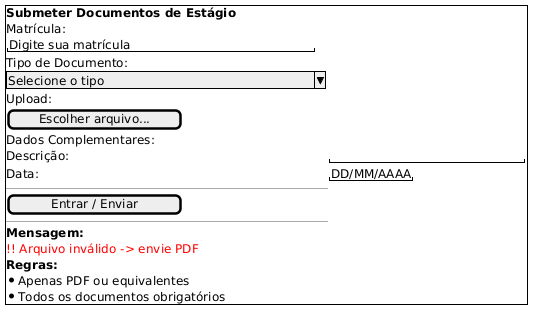 Submeter Documentos de Estágio
Matrícula:
Digite sua matrícula
Tipo de Documento:
Selecione o tipo
Upload:
Escolher arquivo...
Dados Complementares:
Descrição:
Data: DD/MM/AAAA
Entrar / Enviar
Mensagem:
!! Arquivo inválido -> envie PDF
Regras:
• Apenas PDF ou equivalentes
• Todos os documentos obrigatórios